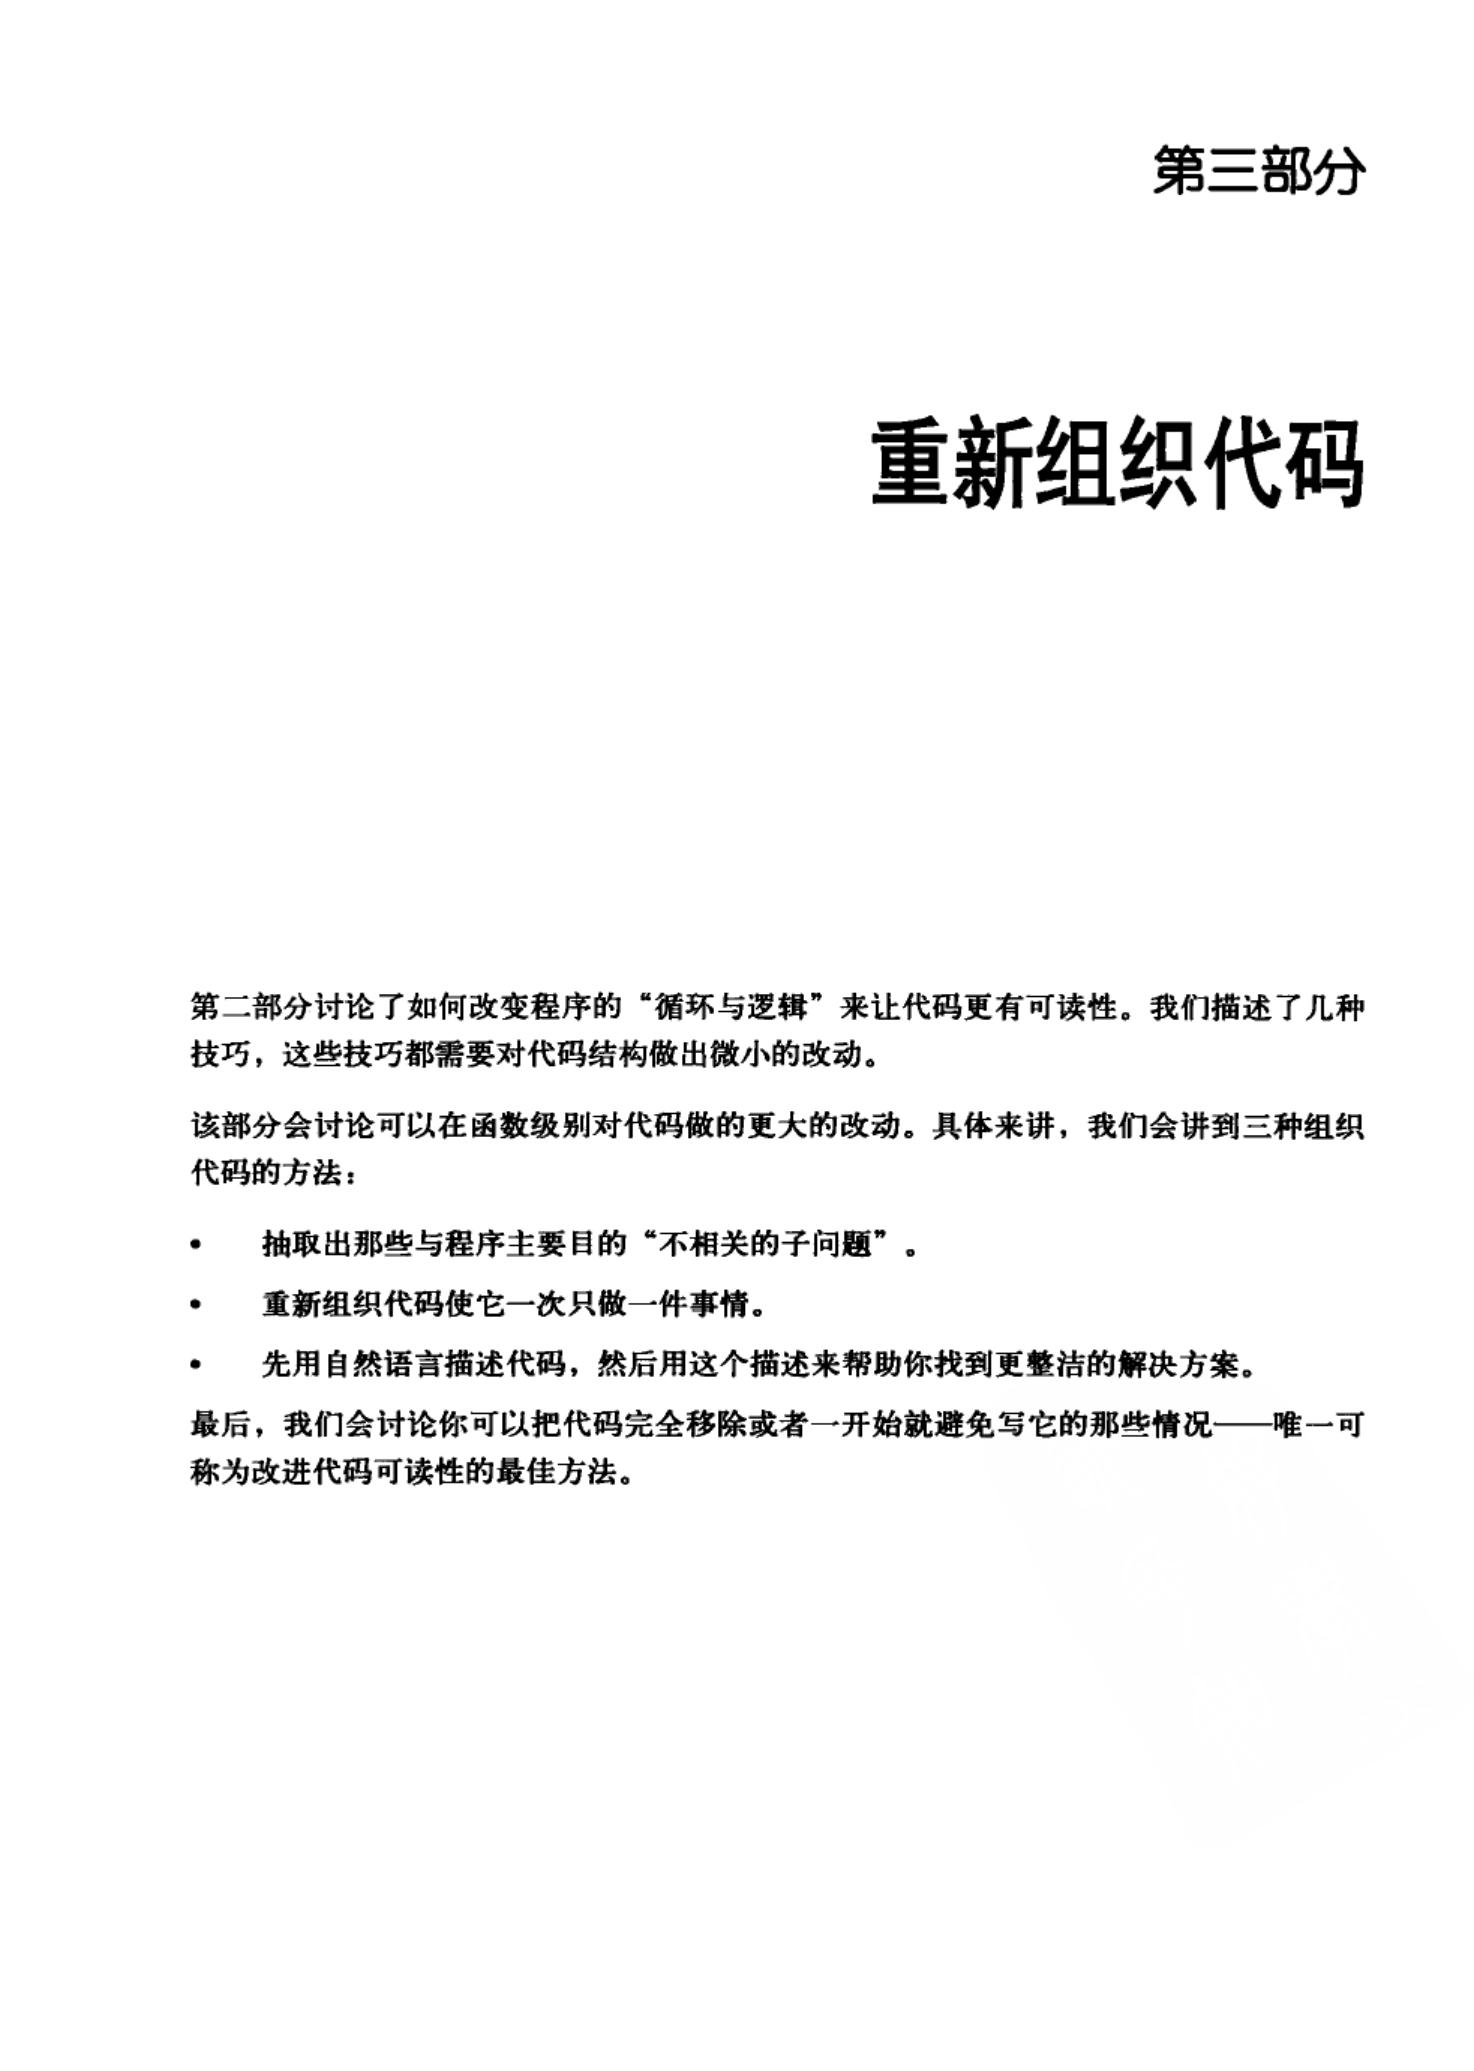 第三部分
重新组织代码
第二部分讨论了如何改变程序的“循环与逻辑”来让代码更有可读性。我们描述了几种
技巧，这些技巧都需要对代码结构做出微小的改动。
该部分会讨论可以在函数级别对代码做的更大的改动。具体来讲，我们会讲到三种组织
代码的方法：
• 抽取出那些与程序主要目的“不相关的子问题”。
• 重新组织代码使它一次只做一件事情。
• 先用自然语言描述代码，然后用这个描述来帮助你找到更整洁的解决方案。
最后，我们会讨论你可以把代码完全移除或者一开始就避免写它的那些情况——唯一可
称为改进代码可读性的最佳方法。